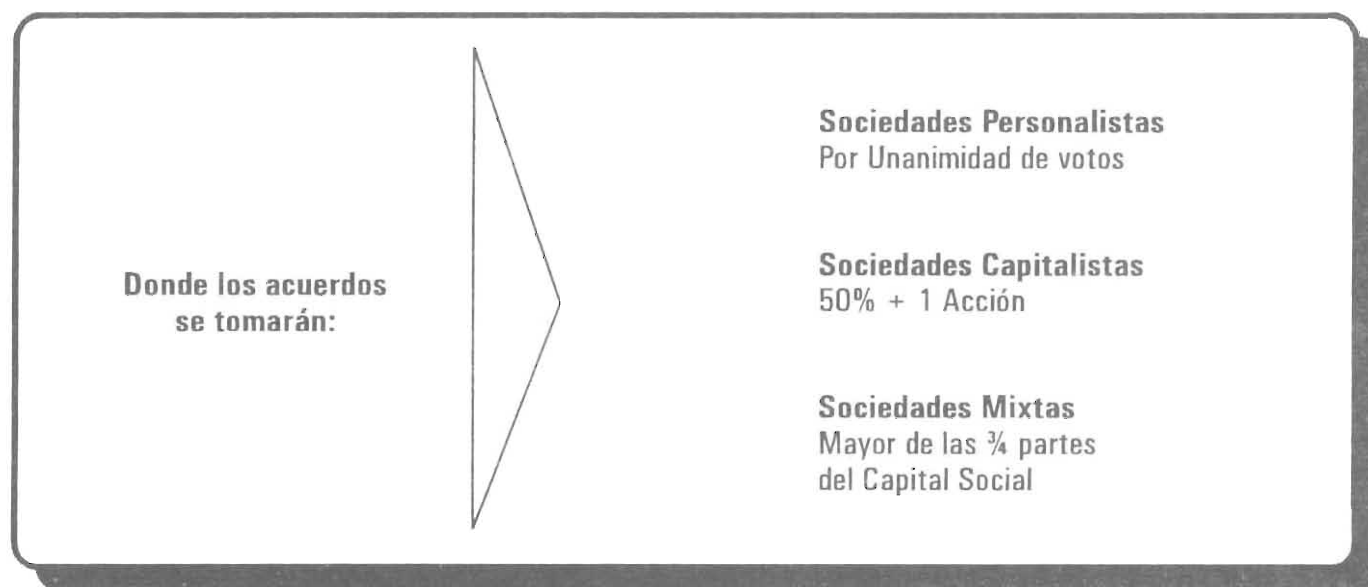 Donde los acuerdos
se tomarán:
Sociedades Personalistas
Por Unanimidad de votos
Sociedades Capitalistas
50% + 1 Acción
Sociedades Mixtas
Mayor de las ¾ partes
del Capital Social